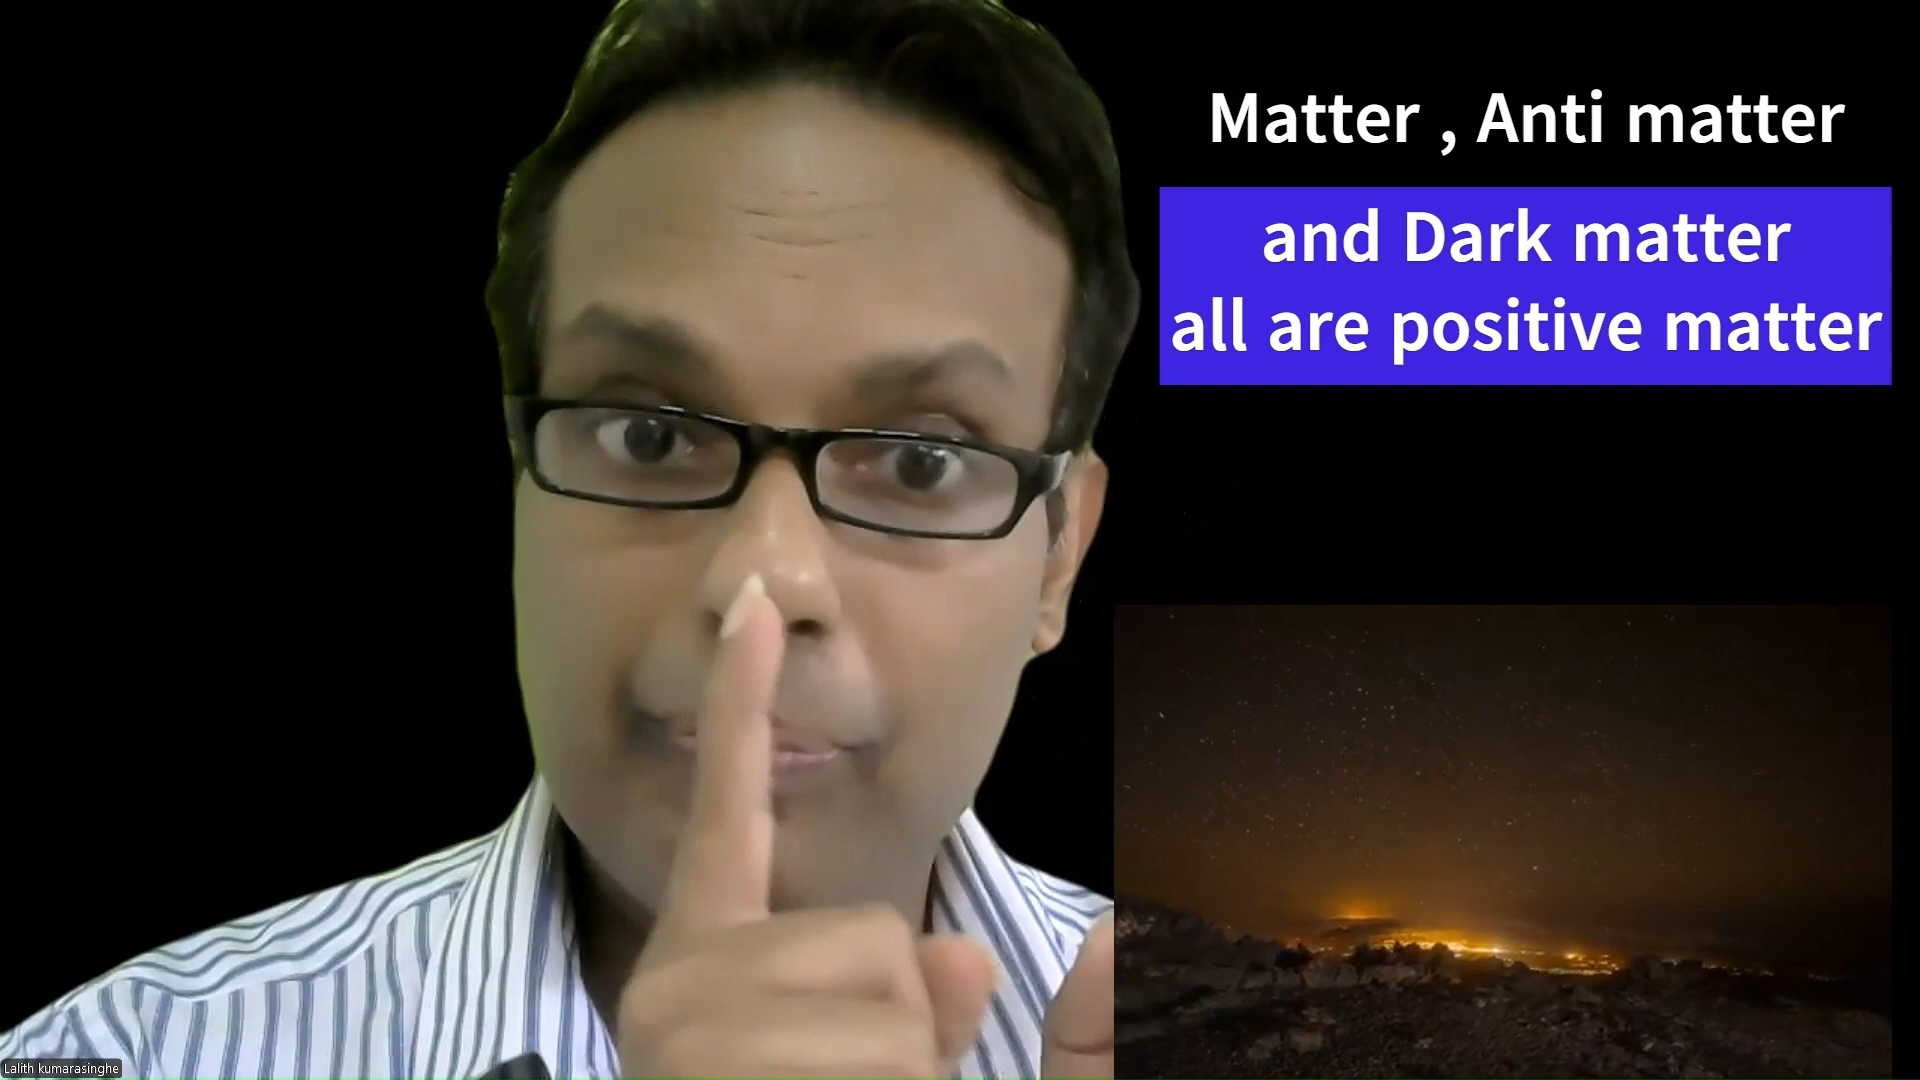 Matter , Anti matter
and Dark matter
all are positive matter
Lalith kumarasinghe